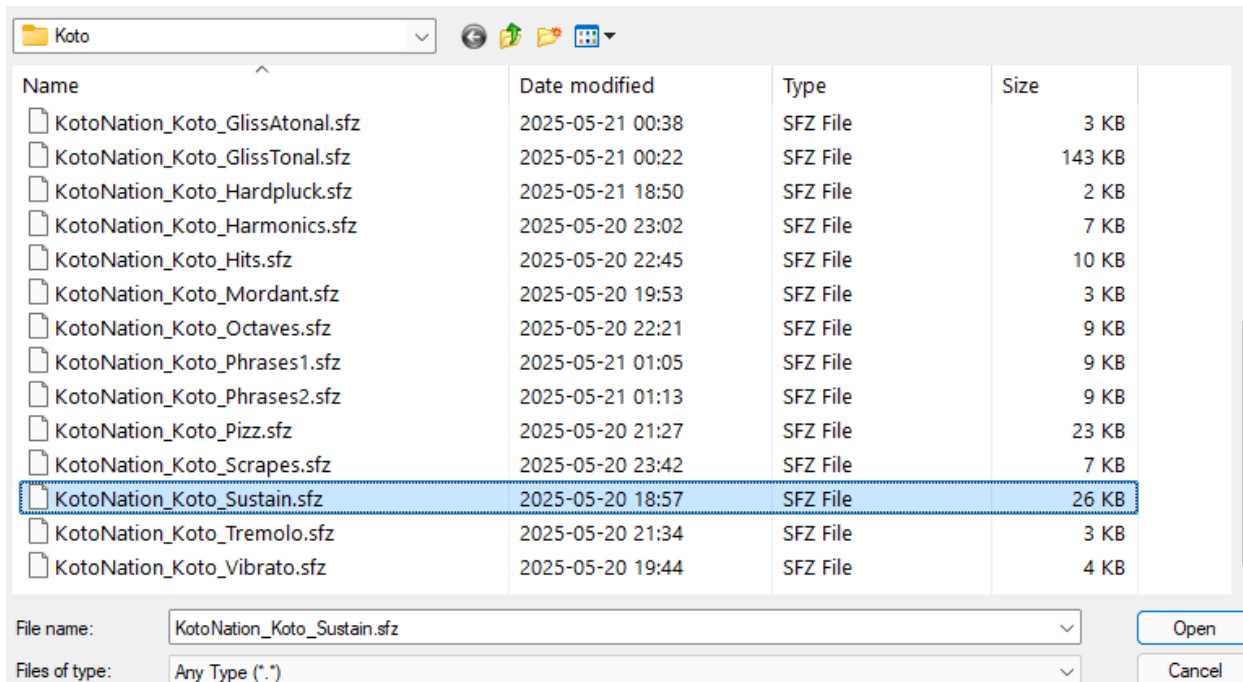 Koto
Name Date modified Type Size
KotoNation_Koto_GlissAtonal.sfz 2025-05-21 00:38 SFZ File 3 KB
KotoNation_Koto_GlissTonal.sfz 2025-05-21 00:22 SFZ File 143 KB
KotoNation_Koto_Hardpluck.sfz 2025-05-21 18:50 SFZ File 2 KB
KotoNation_Koto_Harmonics.sfz 2025-05-20 23:02 SFZ File 7 KB
KotoNation_Koto_Hits.sfz 2025-05-20 22:45 SFZ File 10 KB
KotoNation_Koto_Mordant.sfz 2025-05-20 19:53 SFZ File 3 KB
KotoNation_Koto_Octaves.sfz 2025-05-20 22:21 SFZ File 9 KB
KotoNation_Koto_Phrases1.sfz 2025-05-21 01:05 SFZ File 9 KB
KotoNation_Koto_Phrases2.sfz 2025-05-21 01:13 SFZ File 9 KB
KotoNation_Koto_Pizz.sfz 2025-05-20 21:27 SFZ File 23 KB
KotoNation_Koto_Scrapes.sfz 2025-05-20 23:42 SFZ File 7 KB
KotoNation_Koto_Sustain.sfz 2025-05-20 18:57 SFZ File 26 KB
KotoNation_Koto_Tremolo.sfz 2025-05-20 21:34 SFZ File 3 KB
KotoNation_Koto_Vibrato.sfz 2025-05-20 19:44 SFZ File 4 KB
File name: KotoNation_Koto_Sustain.sfz Open
Files of type: Any Type (*.*) Cancel